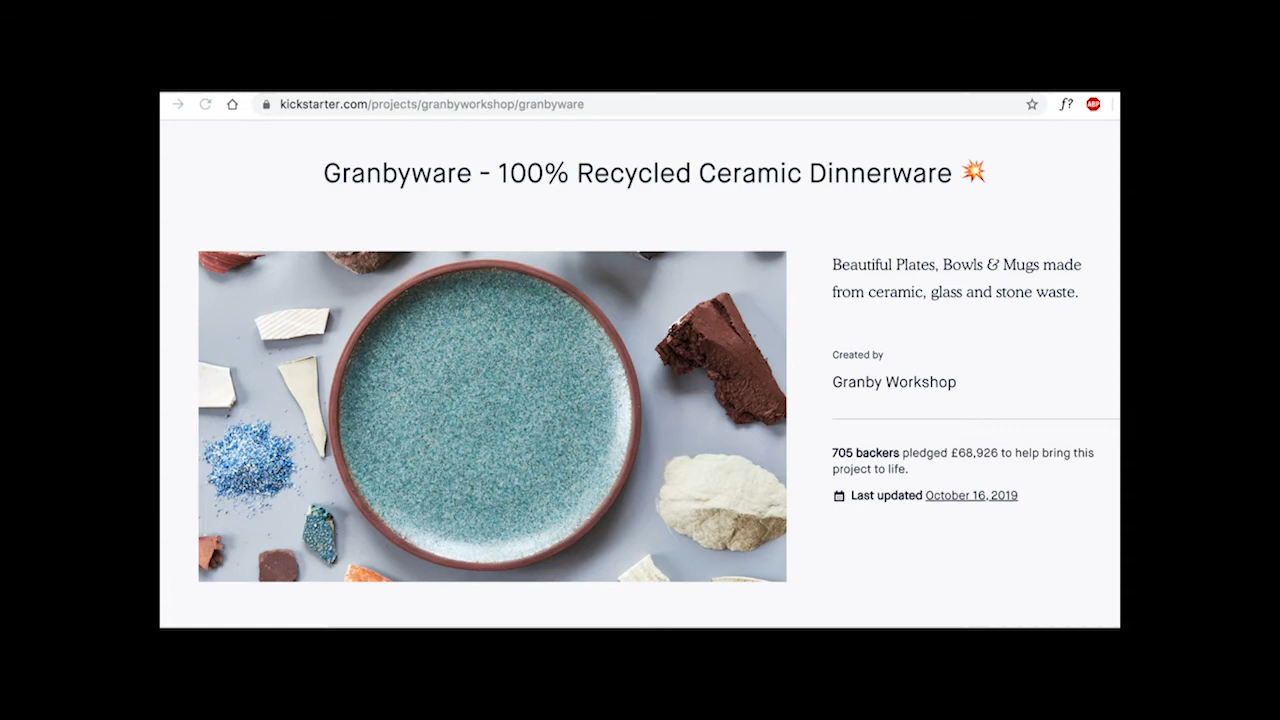 kickstarter.com/projects/granbyworkshop/granbyware
f?
ABP
Granbyware - 100% Recycled Ceramic Dinnerware 💥
Beautiful Plates, Bowls & Mugs made
from ceramic, glass and stone waste.
Created by
Granby Workshop
705 backers pledged £68,926 to help bring this
project to life.
Last updated October 16, 2019